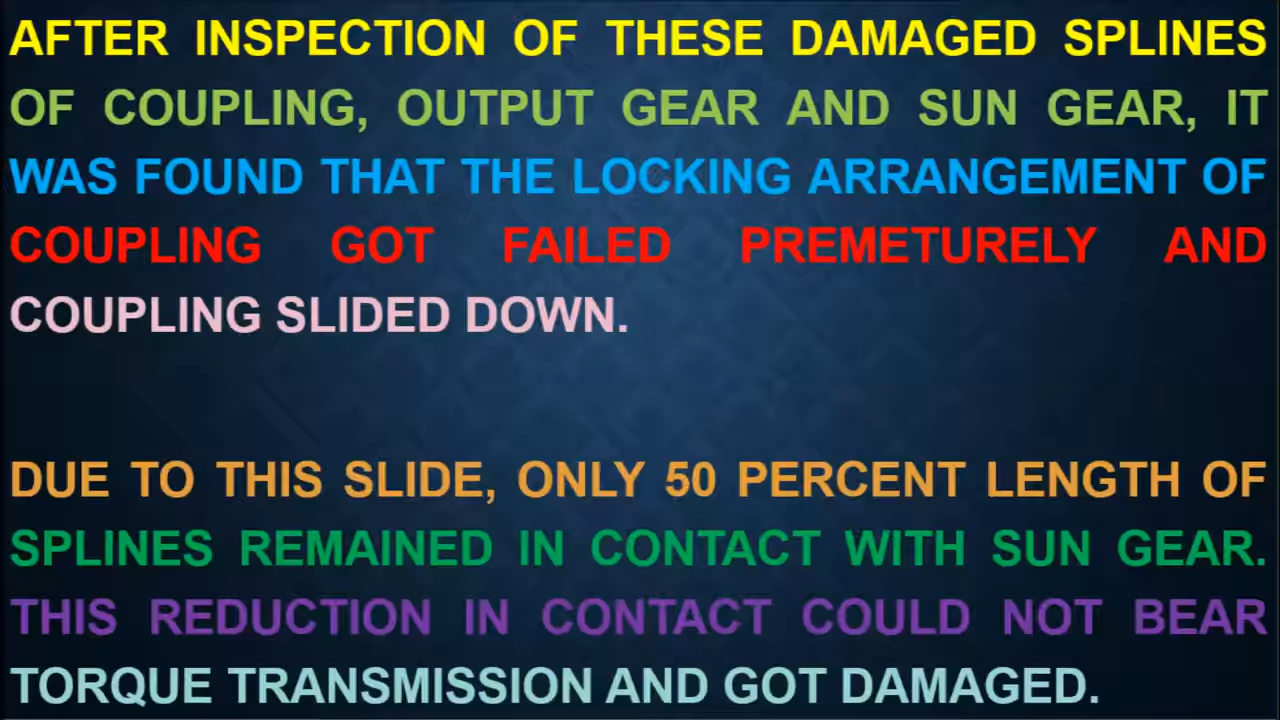 AFTER INSPECTION OF THESE DAMAGED SPLINES
OF COUPLING, OUTPUT GEAR AND SUN GEAR, IT
WAS FOUND THAT THE LOCKING ARRANGEMENT OF
COUPLING GOT FAILED PREMETURELY AND
COUPLING SLIDED DOWN.
DUE TO THIS SLIDE, ONLY 50 PERCENT LENGTH OF
SPLINES REMAINED IN CONTACT WITH SUN GEAR.
THIS REDUCTION IN CONTACT COULD NOT BEAR
TORQUE TRANSMISSION AND GOT DAMAGED.